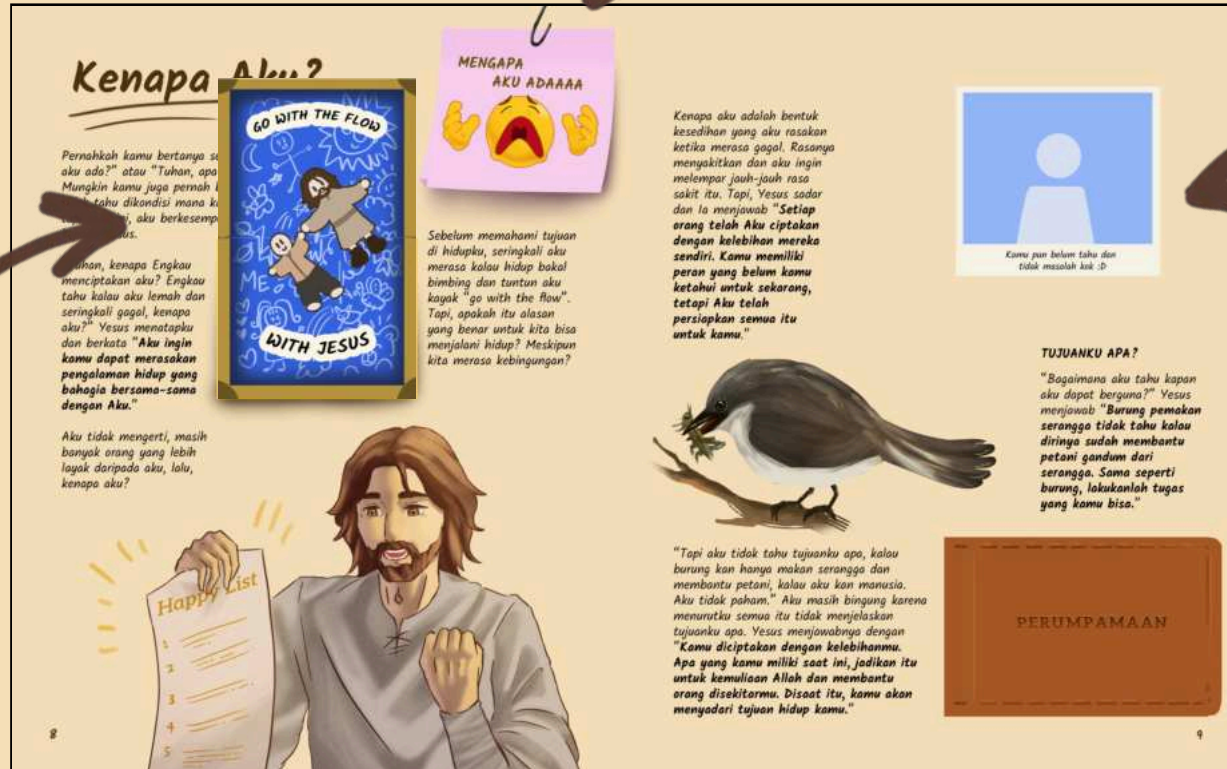 Kenapa Aku?
Pernahkah kamu bertanya
aku ada?" atau "Tuhan, apa
Mungkin kamu juga pernah
tahu dikondisi mana
aku berkesemp
"Tuhan, kenapa Engkau
menciptakan aku? Engkau
tahu kalau aku lemah dan
seringkali gagal, kenapa
aku?" Yesus menatapku
dan berkata "Aku ingin
kamu dapat merasakan
pengalaman hidup yang
bahagia bersama-sama
dengan Aku."
Aku tidak mengerti, masih
banyak orang yang lebih
layak daripada aku, lalu,
kenapa aku?
GO WITH THE FLOW
ME
WITH JESUS
MENGAPA
AKU ADAAAA
Sebelum memahami tujuan
di hidupku, seringkali aku
merasa kalau hidup bakal
bimbing dan tuntun aku
kayak "go with the flow".
Tapi, apakah itu alasan
yang benar untuk kita bisa
menjalani hidup? Meskipun
kita merasa kebingungan?
Happy List
1
2
3
4
5
8
Kenapa aku adalah bentuk
kesedihan yang aku rasakan
ketika merasa gagal. Rasanya
menyakitkan dan aku ingin
melempar jauh-jauh rasa
sakit itu. Tapi, Yesus sadar
dan Ia menjawab "Setiap
orang telah Aku ciptakan
dengan kelebihan mereka
sendiri. Kamu memiliki
peran yang belum kamu
ketahui untuk sekarang,
tetapi Aku telah
persiapkan semua itu
untuk kamu."
Kamu pun belum tahu dan
tidak masalah kok :D
TUJUANKU APA?
"Bagaimana aku tahu kapan
aku dapat berguna?" Yesus
menjawab "Burung pemakan
serangga tidak tahu kalau
dirinya sudah membantu
petani gandum dari
serangga. Sama seperti
burung, lakukanlah tugas
yang kamu bisa."
"Tapi aku tidak tahu tujuanku apa, kalau
burung kan hanya makan serangga dan
membantu petani, kalau aku kan manusia.
Aku tidak paham." Aku masih bingung karena
menurutku semua itu tidak menjelaskan
tujuanku apa. Yesus menjawabnya dengan
"Kamu diciptakan dengan kelebihanmu.
Apa yang kamu miliki saat ini, jadikan itu
untuk kemuliaan Allah dan membantu
orang disekitarmu. Disaat itu, kamu akan
menyadari tujuan hidup kamu."
PERUMPAMAAN
9